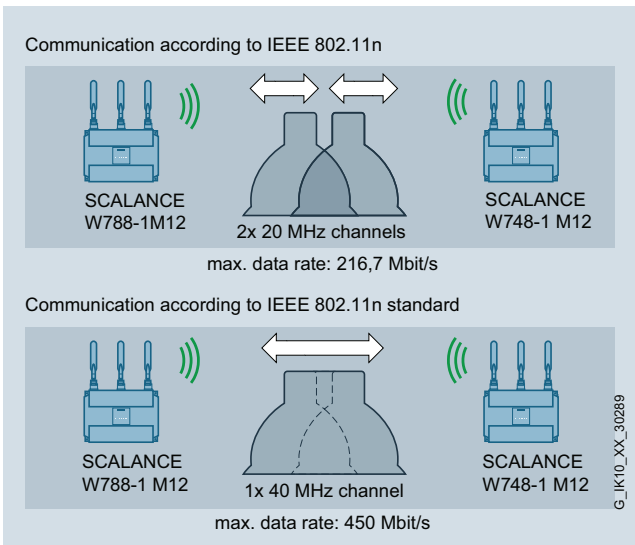 Communication according to IEEE 802.11n
SCALANCE
W788-1M12
2x 20 MHz channels
SCALANCE
W748-1 M12
max. data rate: 216,7 Mbit/s
Communication according to IEEE 802.11n standard
SCALANCE
W788-1 M12
1x 40 MHz channel
SCALANCE
W748-1 M12
max. data rate: 450 Mbit/s
G_IK10_XX_30289